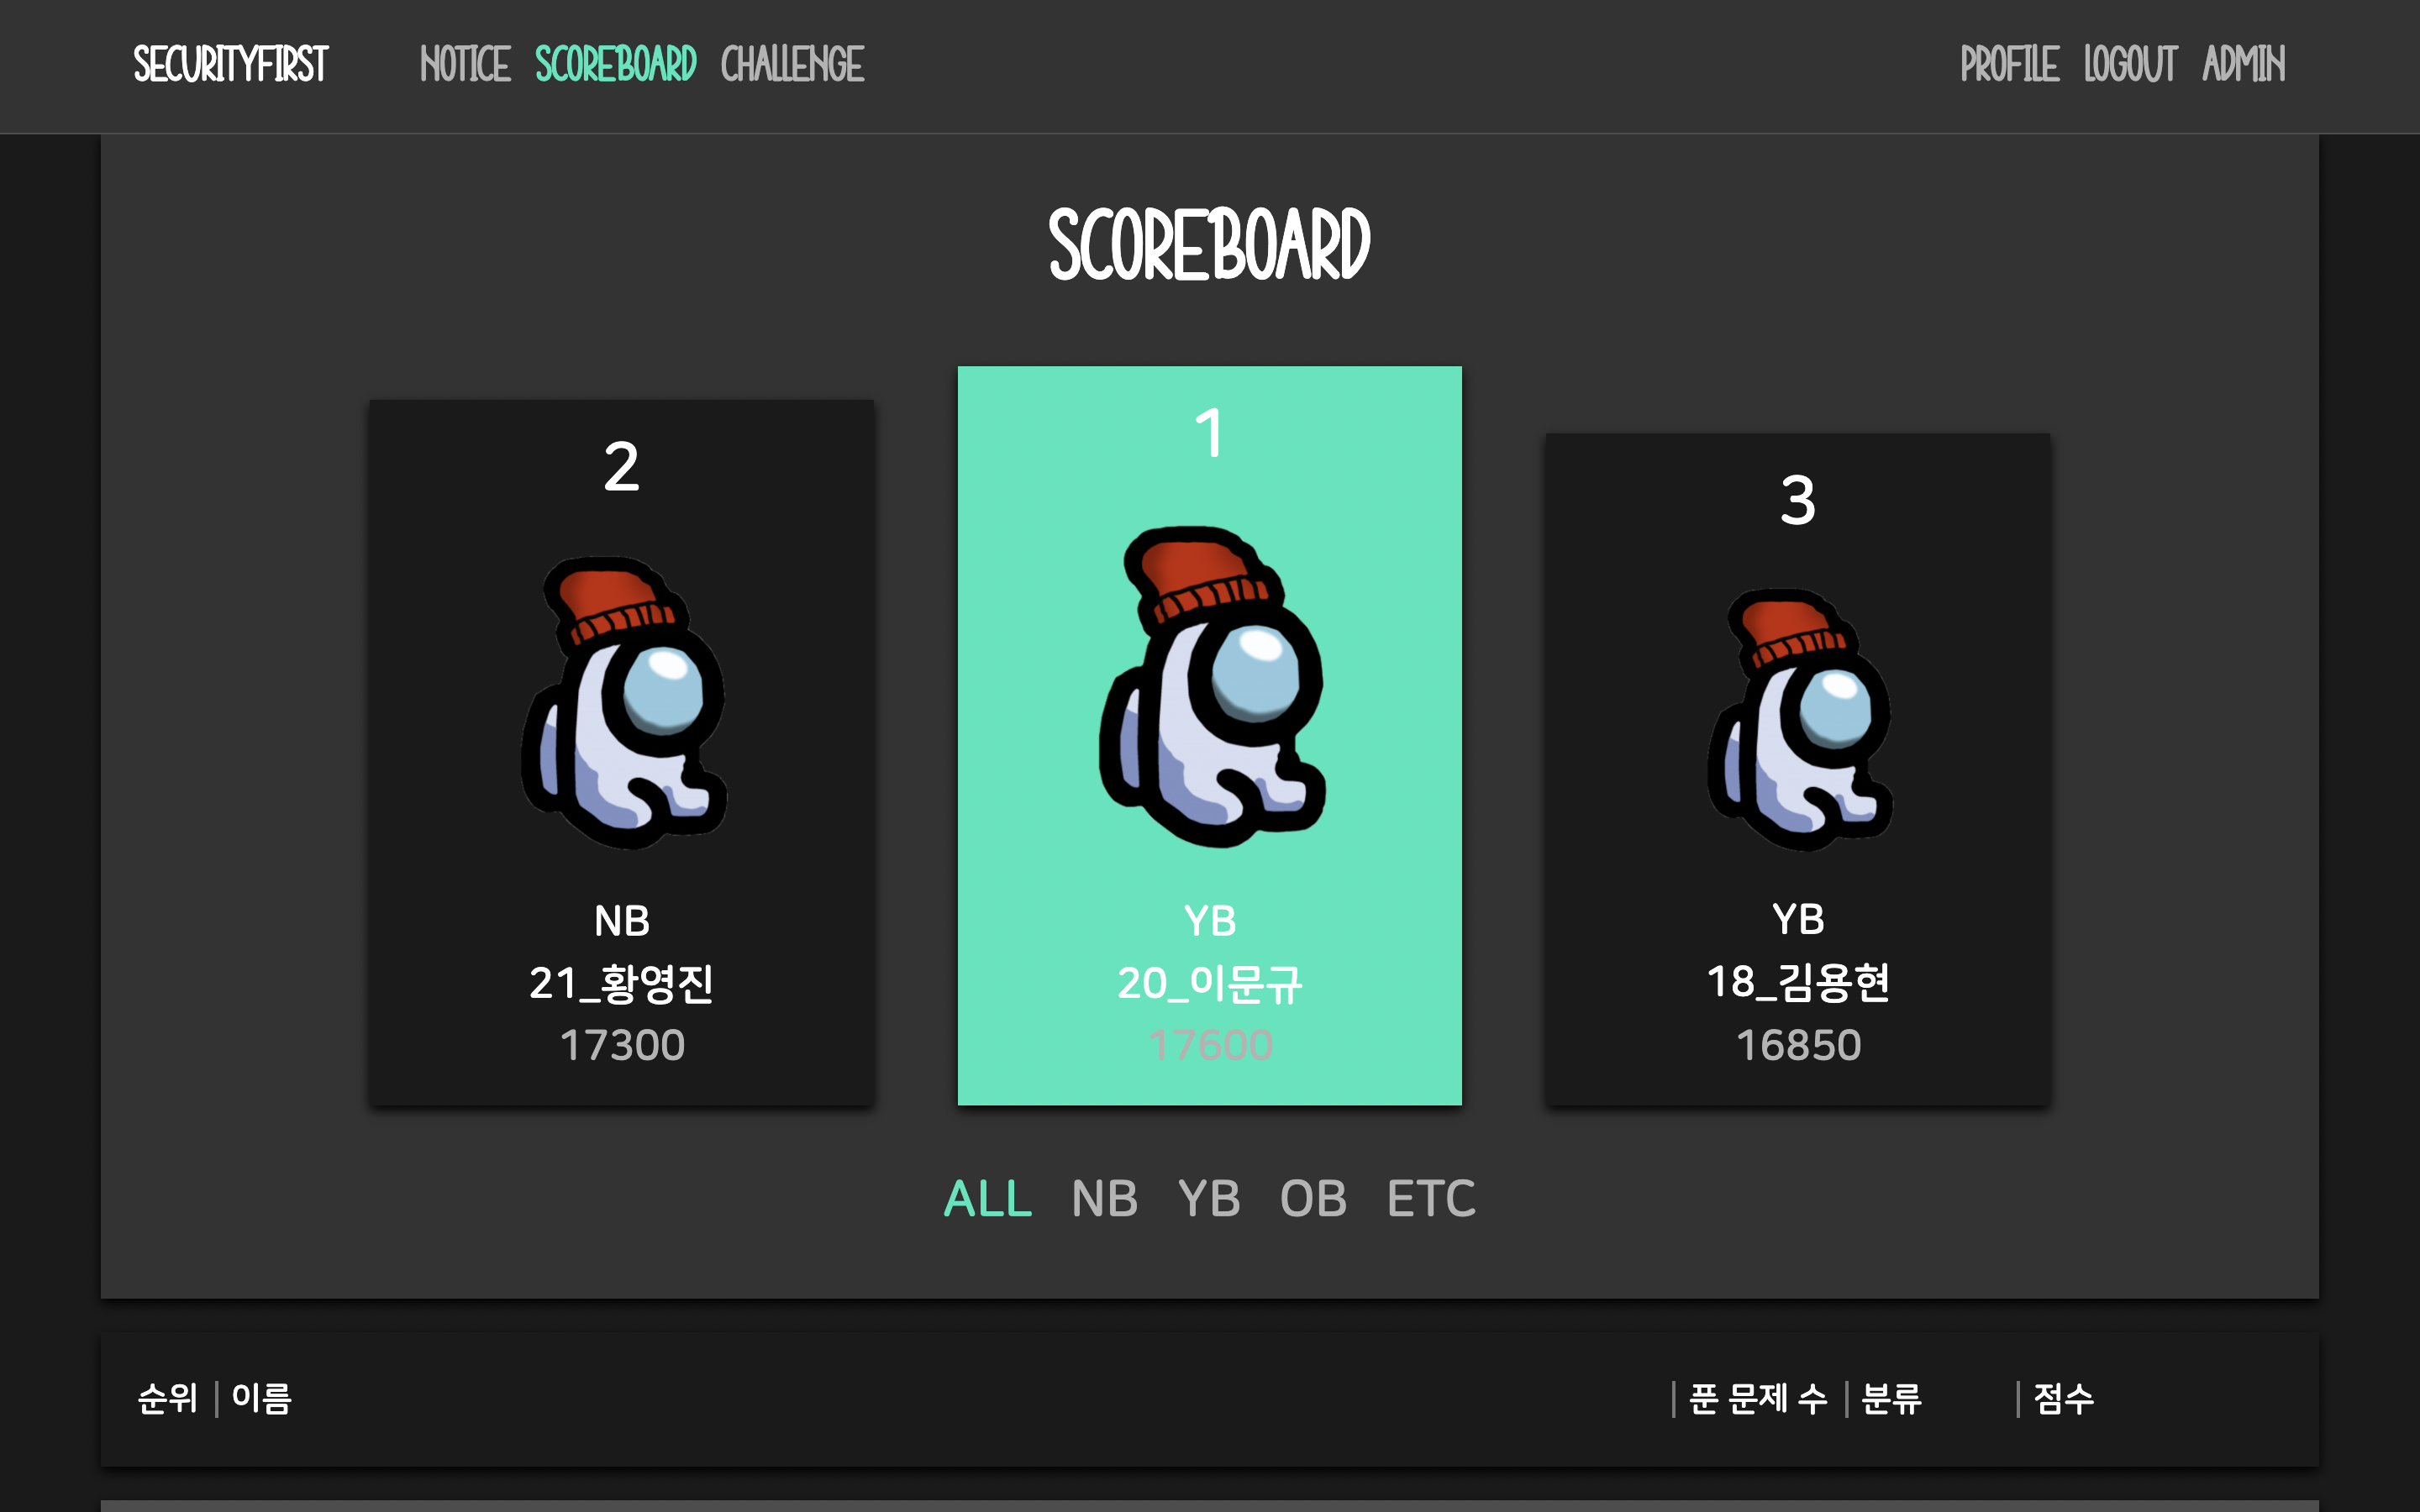 SECURITYFIRST NOTICE SCOREBOARD CHALLENGE PROFILE LOGOUT ADMIN
SCOREBOARD
2
NB
21_황영진
17300
1
YB
20_이문규
17600
3
YB
18_김용현
16850
ALL NB YB OB ETC
순위 | 이름 | 푼 문제 수 | 분류 | 점수